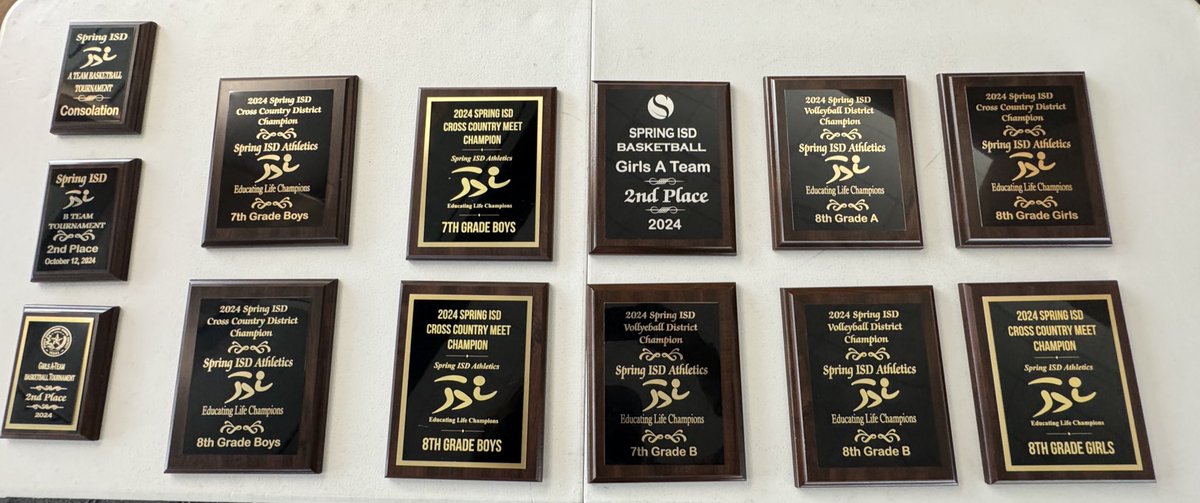 Spring ISD
A TEAM BASKETBALL
TOURNAMENT
Consolation
Spring ISD
B TEAM
TOURNAMENT
2nd Place
October 12, 2024
GIRLS A-TEAM
BASKETBALL TOURNAMENT
2nd Place
2024
2024 Spring ISD
Cross Country District
Champion
Spring ISD Athletics
Educating Life Champions
7th Grade Boys
2024 SPRING ISD
CROSS COUNTRY MEET
CHAMPION
Spring ISD Athletics
Educating Life Champions
7TH GRADE BOYS
S
SPRING ISD
BASKETBALL
Girls A Team
2nd Place
2024
2024 Spring ISD
Volleyball District
Champion
Spring ISD Athletics
Educating Life Champions
8th Grade A
2024 Spring ISD
Cross Country District
Champion
Spring ISD Athletics
Educating Life Champions
8th Grade Girls
2024 Spring ISD
Cross Country District
Champion
Spring ISD Athletics
Educating Life Champions
8th Grade Boys
2024 SPRING ISD
CROSS COUNTRY MEET
CHAMPION
Spring ISD Athletics
Educating Life Champions
8TH GRADE BOYS
2024 Spring ISD
Volleyball District
Champion
Spring ISD Athletics
Educating Life Champions
7th Grade B
2024 Spring ISD
Volleyball District
Champion
Spring ISD Athletics
Educating Life Champions
8th Grade B
2024 SPRING ISD
CROSS COUNTRY MEET
CHAMPION
Spring ISD Athletics
Educating Life Champions
8TH GRADE GIRLS